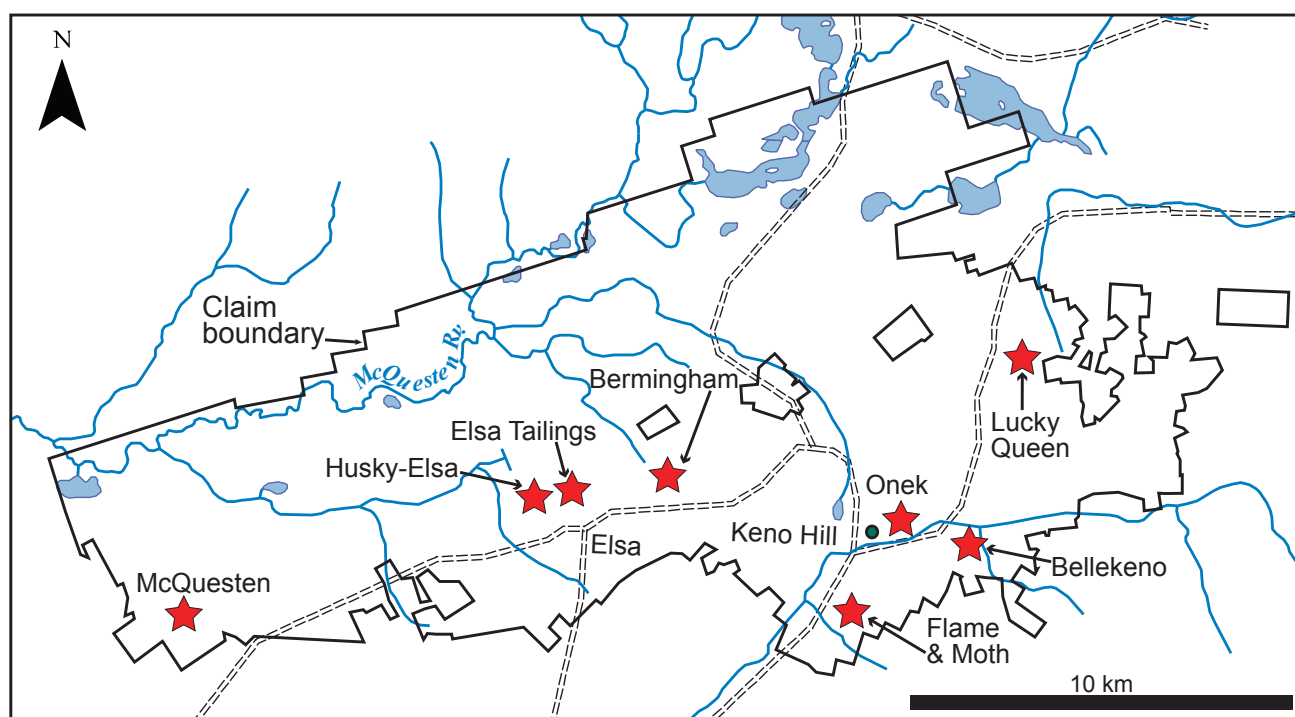 N
Claim
boundary
McQuesten Rv.
Bermingham
Elsa Tailings
Husky-Elsa
Lucky
Queen
Onek
Keno Hill
Elsa
Bellekeno
McQuesten
Flame
& Moth
10 km